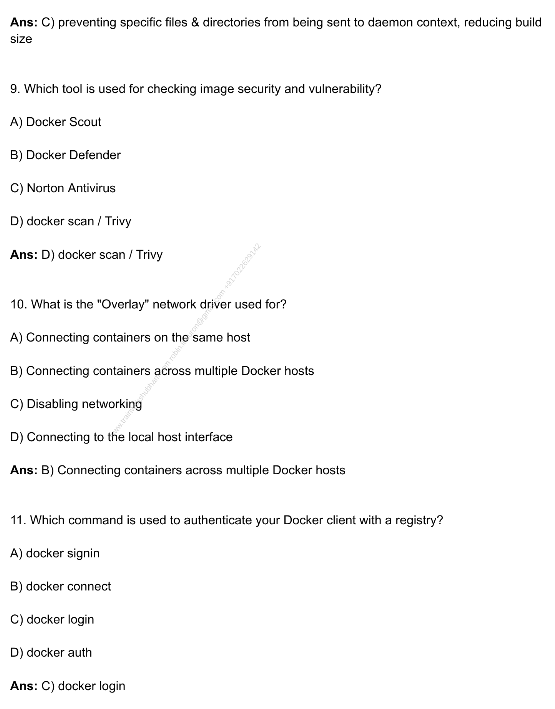 Ans: C) preventing specific files & directories from being sent to daemon context, reducing build
size
9. Which tool is used for checking image security and vulnerability?
A) Docker Scout
B) Docker Defender
C) Norton Antivirus
D) docker scan / Trivy
Ans: D) docker scan / Trivy
10. What is the "Overlay" network driver used for?
A) Connecting containers on the same host
B) Connecting containers across multiple Docker hosts
C) Disabling networking
D) Connecting to the local host interface
Ans: B) Connecting containers across multiple Docker hosts
11. Which command is used to authenticate your Docker client with a registry?
A) docker signin
B) docker connect
C) docker login
D) docker auth
Ans: C) docker login